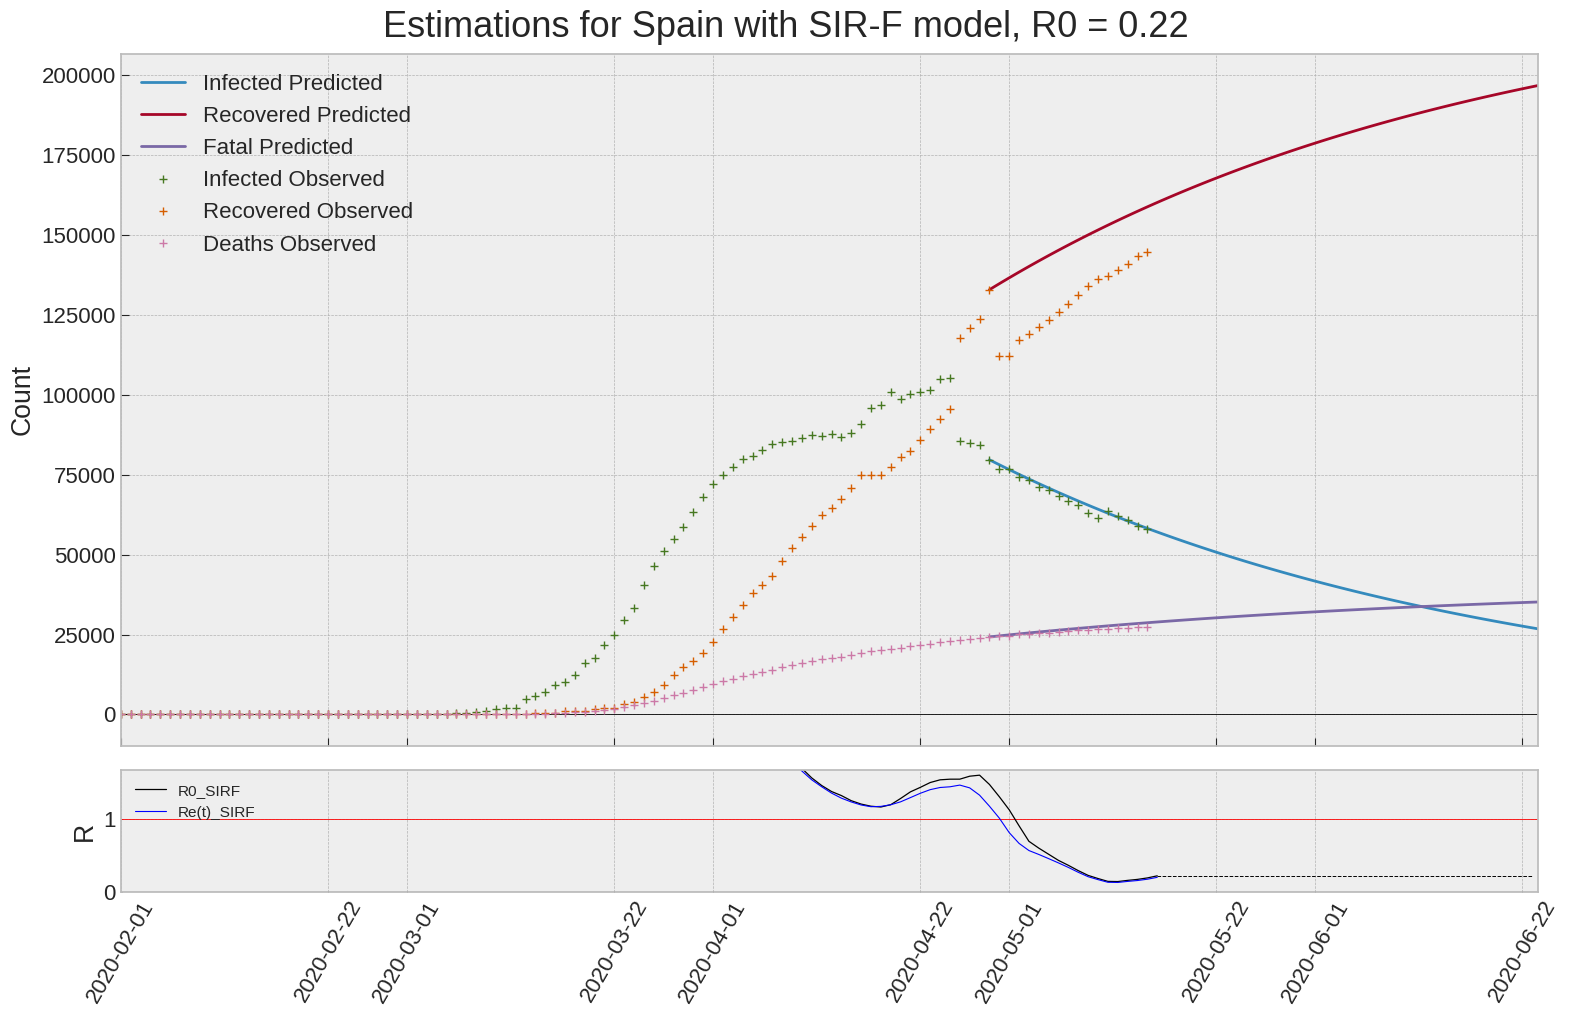 Estimations for Spain with SIR-F model, R0 = 0.22
Infected Predicted
Recovered Predicted
Fatal Predicted
Infected Observed
Recovered Observed
Deaths Observed
200000
175000
150000
125000
100000
75000
50000
25000
0
Count
R0_SIRF
Re(t)_SIRF
1
0
R
2020-02-01
2020-02-22
2020-03-01
2020-03-22
2020-04-01
2020-04-22
2020-05-01
2020-05-22
2020-06-01
2020-06-22